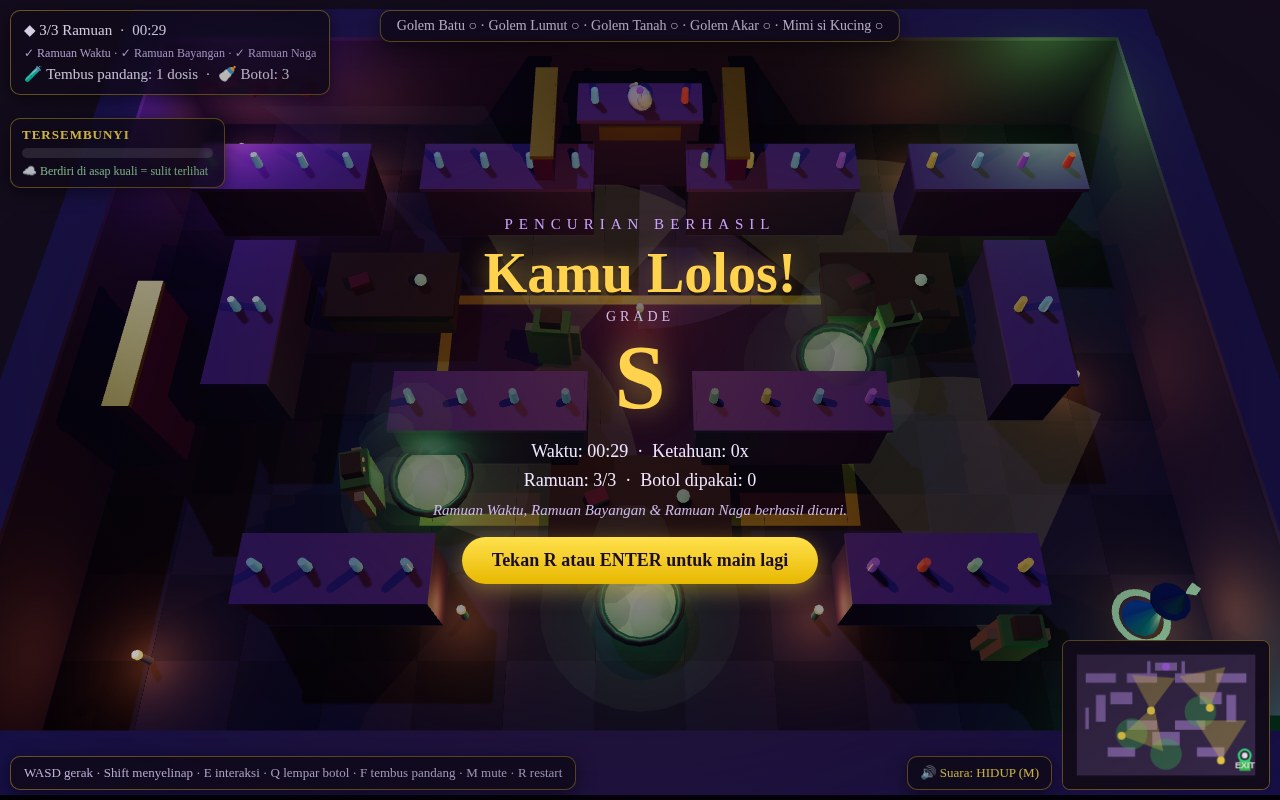 ◆ 3/3 Ramuan · 00:29
✓ Ramuan Waktu · ✓ Ramuan Bayangan · ✓ Ramuan Naga
🧪 Tembus pandang: 1 dosis · 🍼 Botol: 3
Golem Batu ○ · Golem Lumut ○ · Golem Tanah ○ · Golem Akar ○ · Mimi si Kucing ○
TERSEMBUNYI
☁️ Berdiri di asap kuali = sulit terlihat
PENCURIAN BERHASIL
Kamu Lolos!
GRADE
S
Waktu: 00:29 · Ketahuan: 0x
Ramuan: 3/3 · Botol dipakai: 0
Ramuan Waktu, Ramuan Bayangan & Ramuan Naga berhasil dicuri.
Tekan R atau ENTER untuk main lagi
WASD gerak · Shift menyelinap · E interaksi · Q lempar botol · F tembus pandang · M mute · R restart
🔊 Suara: HIDUP (M)
EXIT